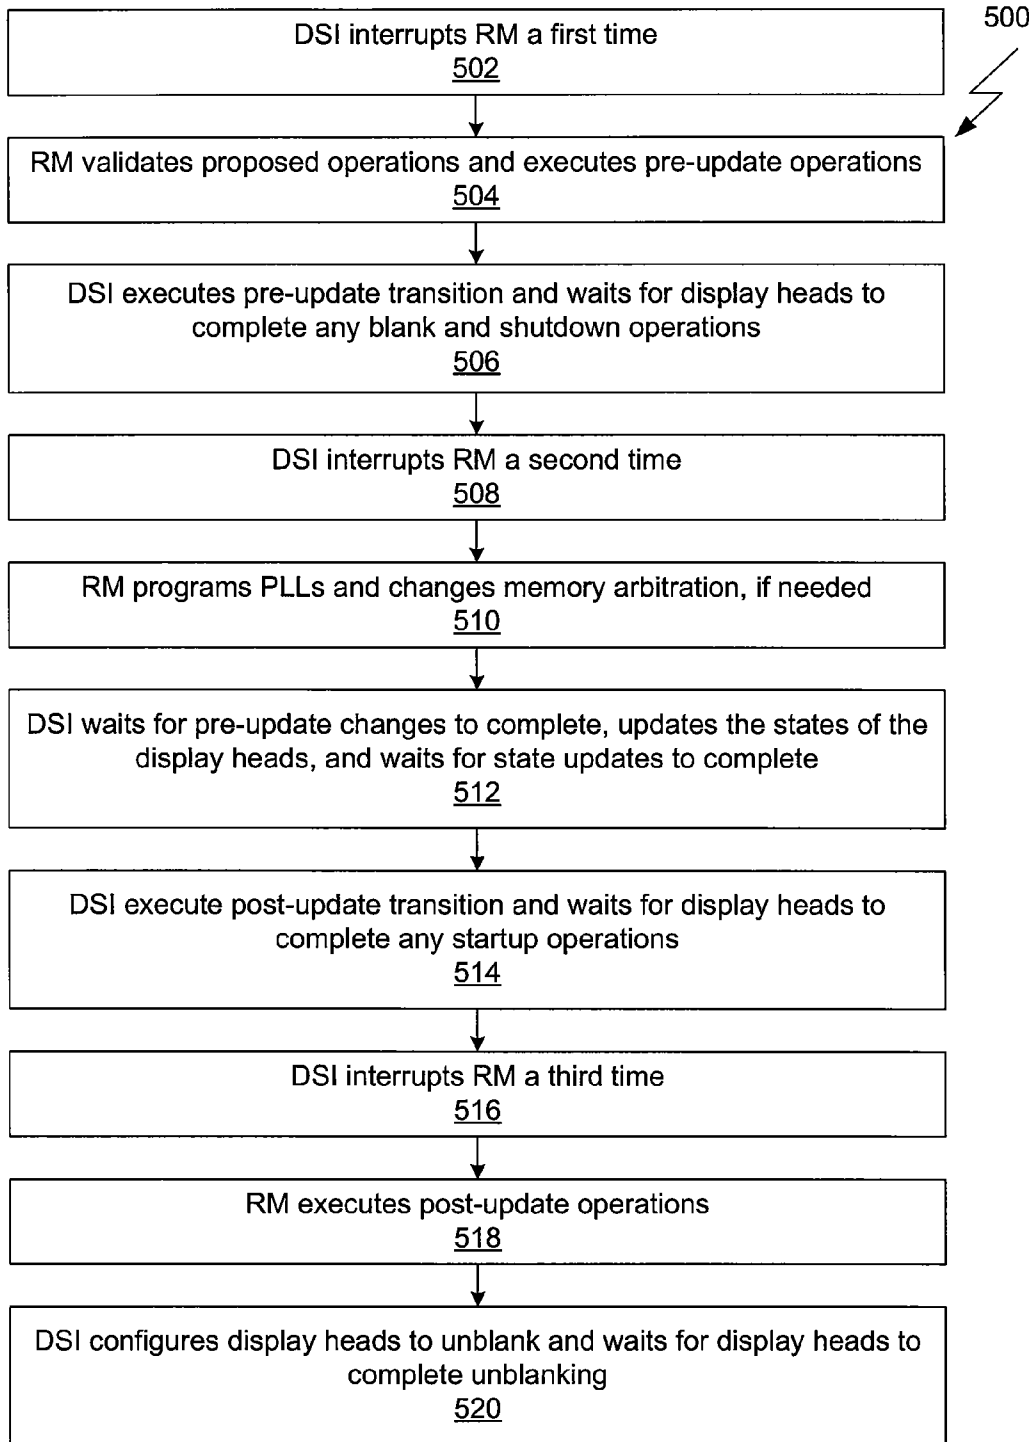 500
DSI interrupts RM a first time
502
RM validates proposed operations and executes pre-update operations
504
DSI executes pre-update transition and waits for display heads to
complete any blank and shutdown operations
506
DSI interrupts RM a second time
508
RM programs PLLs and changes memory arbitration, if needed
510
DSI waits for pre-update changes to complete, updates the states of the
display heads, and waits for state updates to complete
512
DSI execute post-update transition and waits for display heads to
complete any startup operations
514
DSI interrupts RM a third time
516
RM executes post-update operations
518
DSI configures display heads to unblank and waits for display heads to
complete unblanking
520